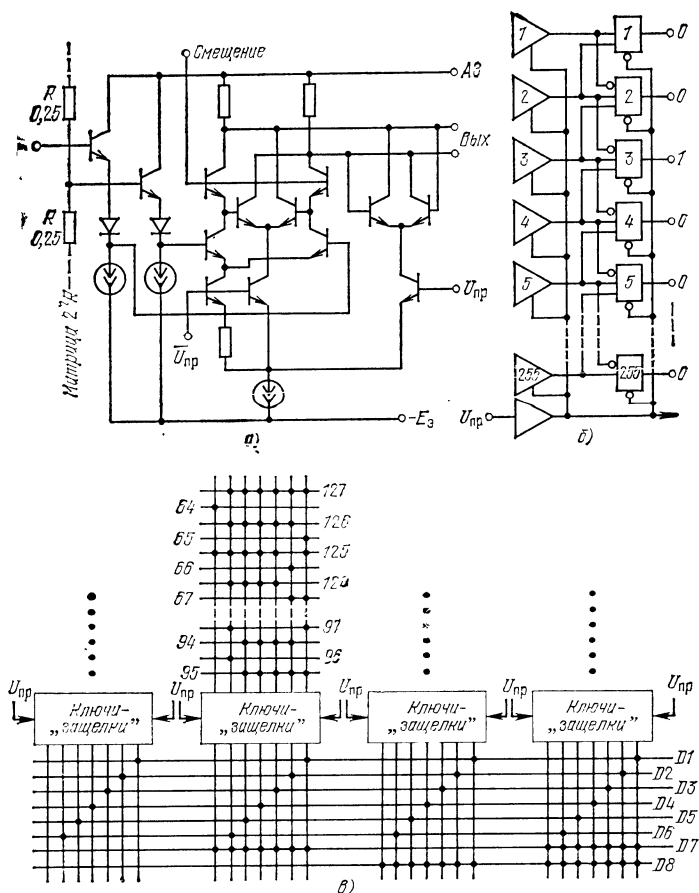 Смещение
АЗ
R
0,25
Вых
R
0,25
Uпр
Uпр
Матрица 2ⁿR
-Eэ
а)
1
1
0
2
2
0
3
3
1
4
4
0
5
5
0
255
255
0
Uпр
б)
127
64
126
65
125
66
124
67
97
94
96
95
Uпр
Ключи-
„защелки"
Uпр
Uпр
Ключи-
„защелки"
Uпр
Uпр
Ключи-
„защелки"
Uпр
Uпр
Ключи-
„защелки"
Uпр
D1
D2
D3
D4
D5
D6
D7
D8
в)